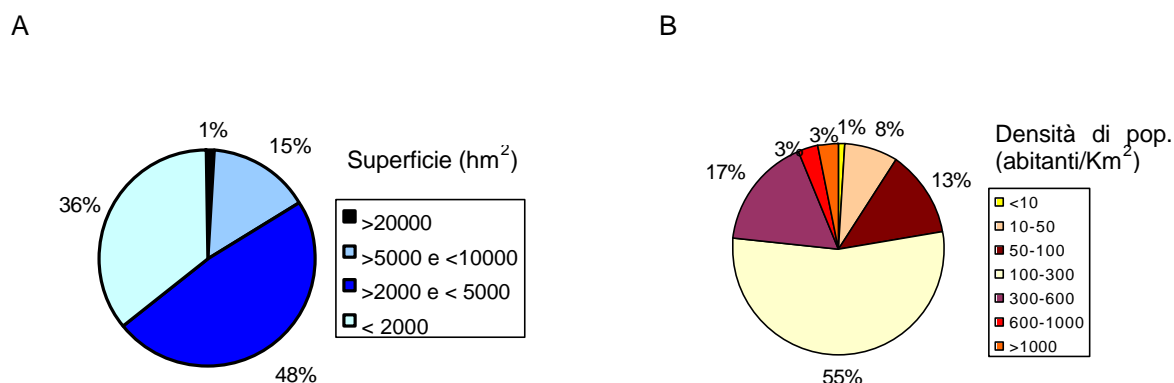 A
1%
15%
36%
48%
Superficie (hm²)
>20000
>5000 e <10000
>2000 e < 5000
< 2000
B
3%
3%
1%
8%
17%
13%
55%
Densità di pop.
(abitanti/Km²)
<10
10-50
50-100
100-300
300-600
600-1000
>1000